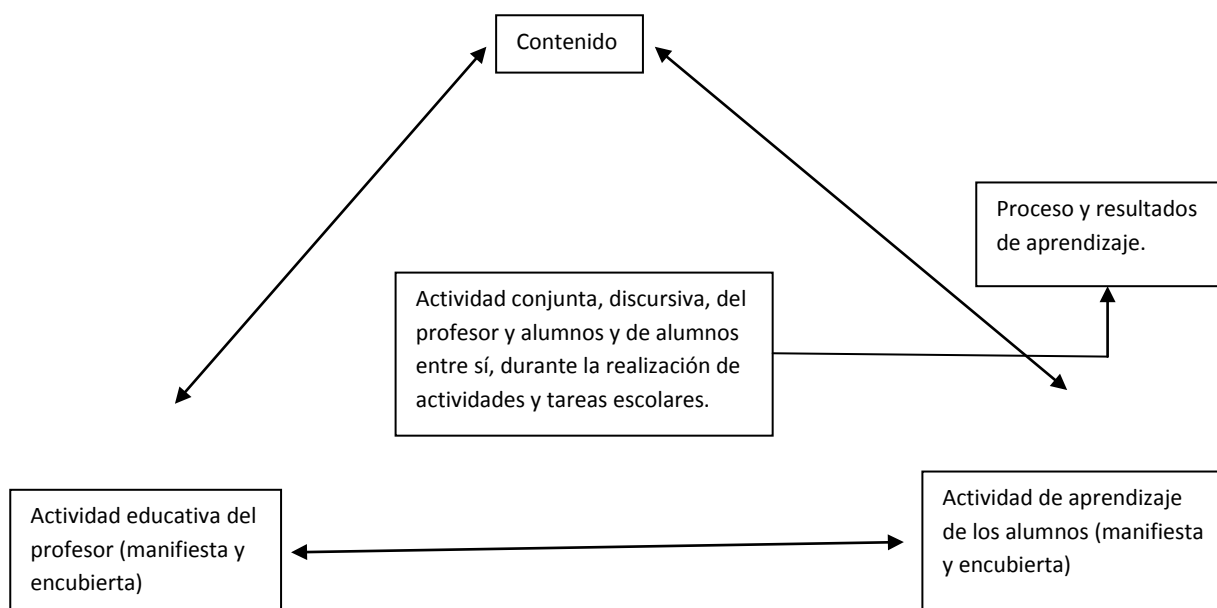 Contenido
Proceso y resultados
de aprendizaje.
Actividad conjunta, discursiva, del
profesor y alumnos y de alumnos
entre sí, durante la realización de
actividades y tareas escolares.
Actividad educativa del
profesor (manifiesta y
encubierta)
Actividad de aprendizaje
de los alumnos (manifiesta
y encubierta)